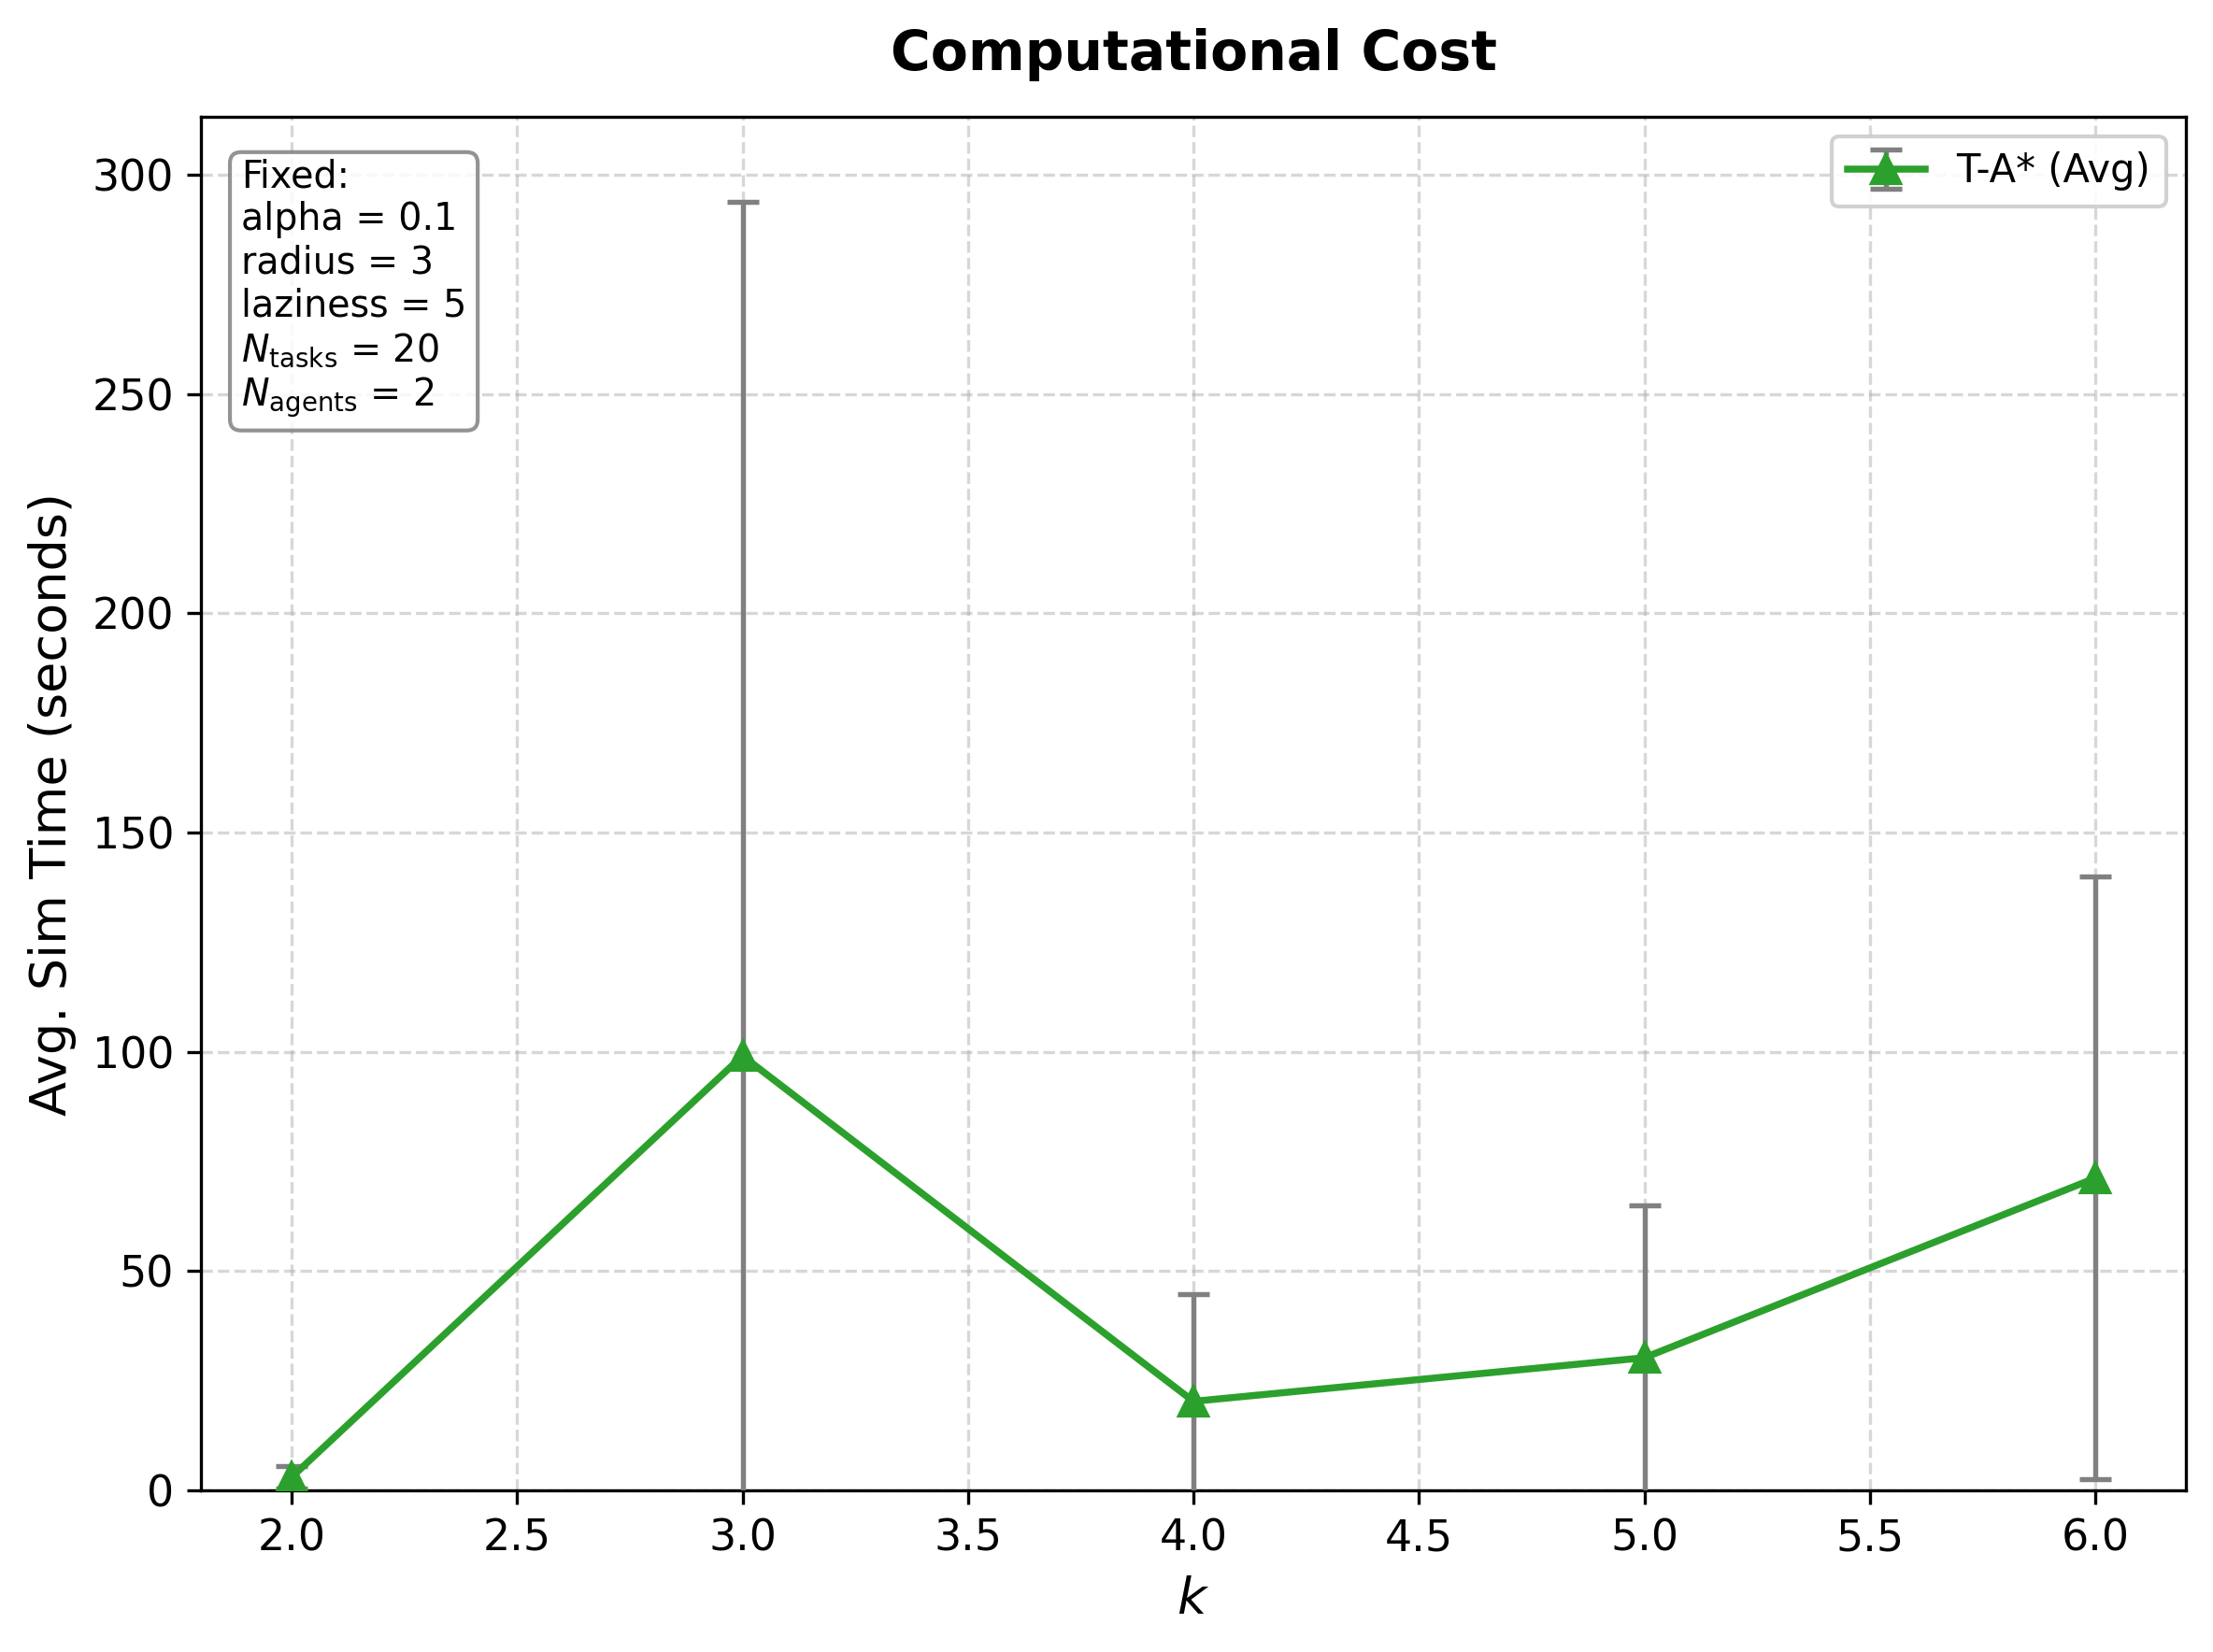 Computational Cost
Fixed:
alpha = 0.1
radius = 3
laziness = 5
N_tasks = 20
N_agents = 2
T-A* (Avg)
Avg. Sim Time (seconds)
300
250
200
150
100
50
0
2.0 2.5 3.0 3.5 4.0 4.5 5.0 5.5 6.0
k